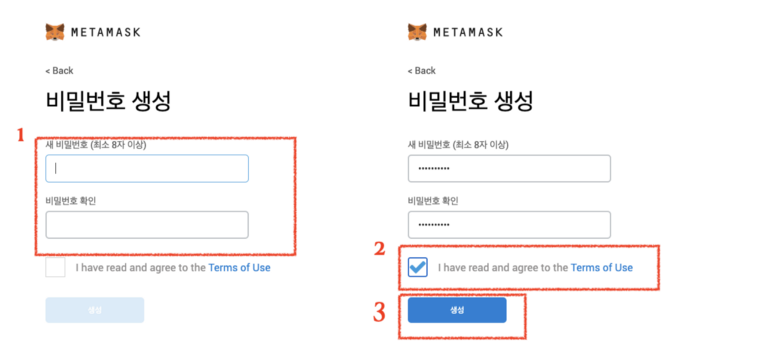 METAMASK
< Back
비밀번호 생성
1
새 비밀번호 (최소 8자 이상)
비밀번호 확인
I have read and agree to the Terms of Use
생성
METAMASK
< Back
비밀번호 생성
새 비밀번호 (최소 8자 이상)
••••••••••
비밀번호 확인
••••••••••
2
I have read and agree to the Terms of Use
3
생성